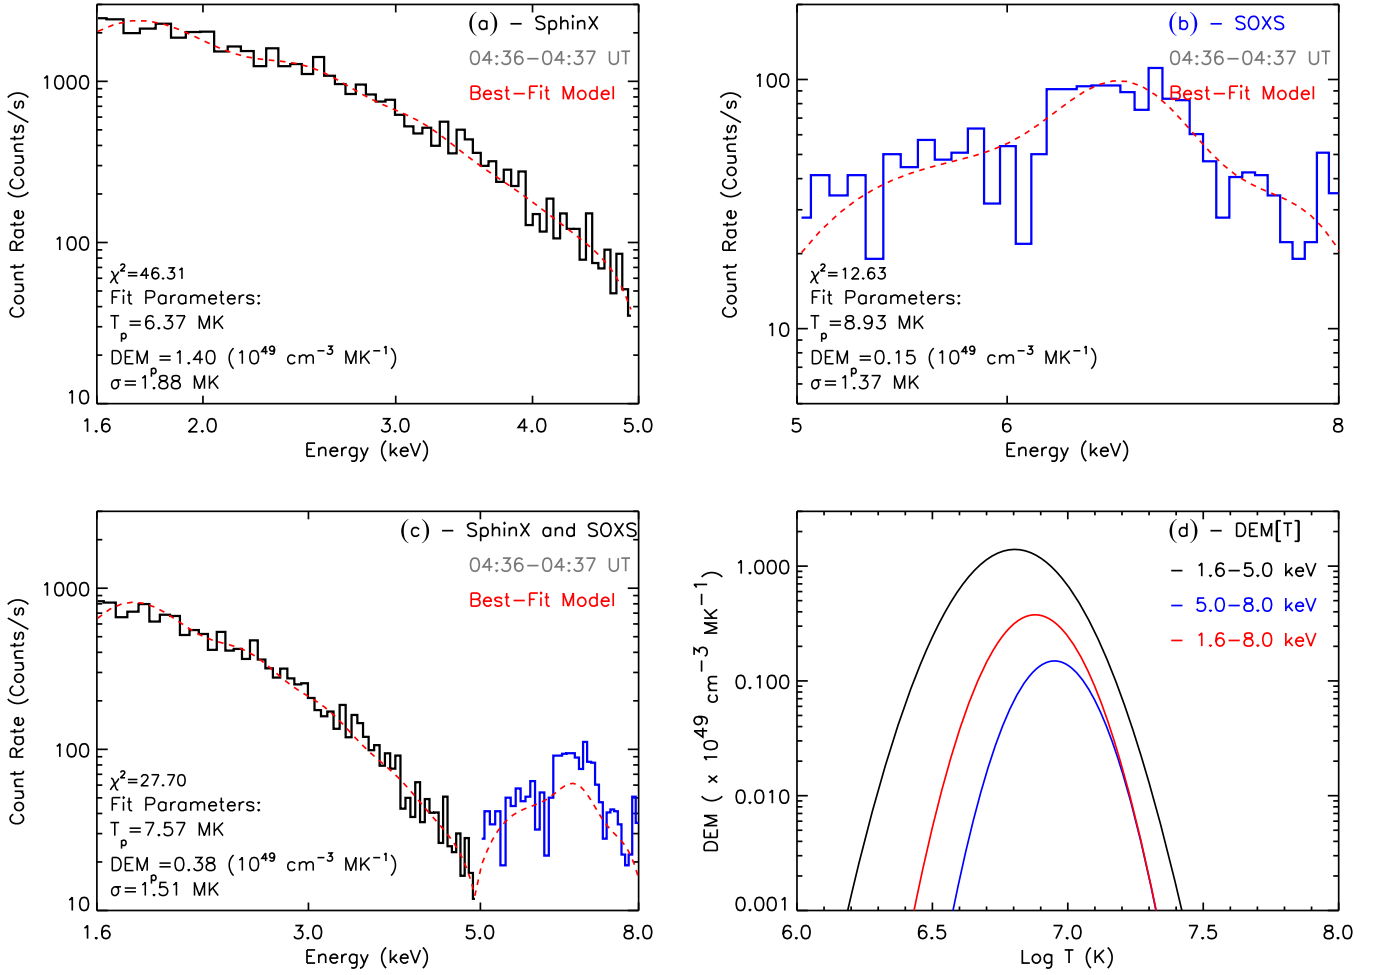 (a) – SphinX
04:36–04:37 UT
Best–Fit Model
1000
100
10
Count Rate (Counts/s)
χ²=46.31
Fit Parameters:
Tₚ=6.37 MK
DEMₚ=1.40 (10⁴⁹ cm⁻³ MK⁻¹)
σ=1.88 MK
1.6 2.0 3.0 4.0 5.0
Energy (keV)
(b) – SOXS
04:36–04:37 UT
Best–Fit Model
100
10
Count Rate (Counts/s)
χ²=12.63
Fit Parameters:
Tₚ=8.93 MK
DEMₚ=0.15 (10⁴⁹ cm⁻³ MK⁻¹)
σ=1.37 MK
5 6 8
Energy (keV)
(c) – SphinX and SOXS
04:36–04:37 UT
Best–Fit Model
1000
100
10
Count Rate (Counts/s)
χ²=27.70
Fit Parameters:
Tₚ=7.57 MK
DEMₚ=0.38 (10⁴⁹ cm⁻³ MK⁻¹)
σ=1.51 MK
1.6 3.0 5.0 8.0
Energy (keV)
(d) – DEM[T]
– 1.6–5.0 keV
– 5.0–8.0 keV
– 1.6–8.0 keV
1.000
0.100
0.010
0.001
DEM ( × 10⁴⁹ cm⁻³ MK⁻¹)
6.0 6.5 7.0 7.5 8.0
Log T (K)